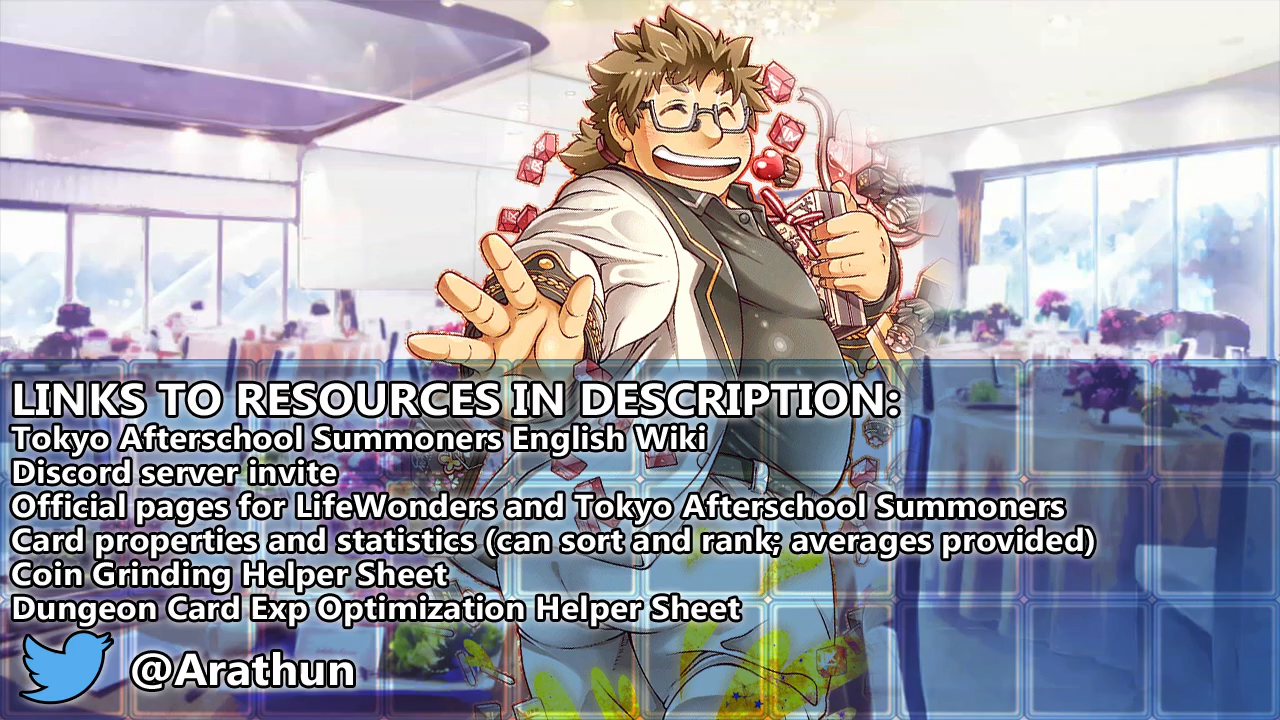 LINKS TO RESOURCES IN DESCRIPTION:
Tokyo Afterschool Summoners English Wiki
Discord server invite
Official pages for LifeWonders and Tokyo Afterschool Summoners
Card properties and statistics (can sort and rank; averages provided)
Coin Grinding Helper Sheet
Dungeon Card Exp Optimization Helper Sheet
@Arathun